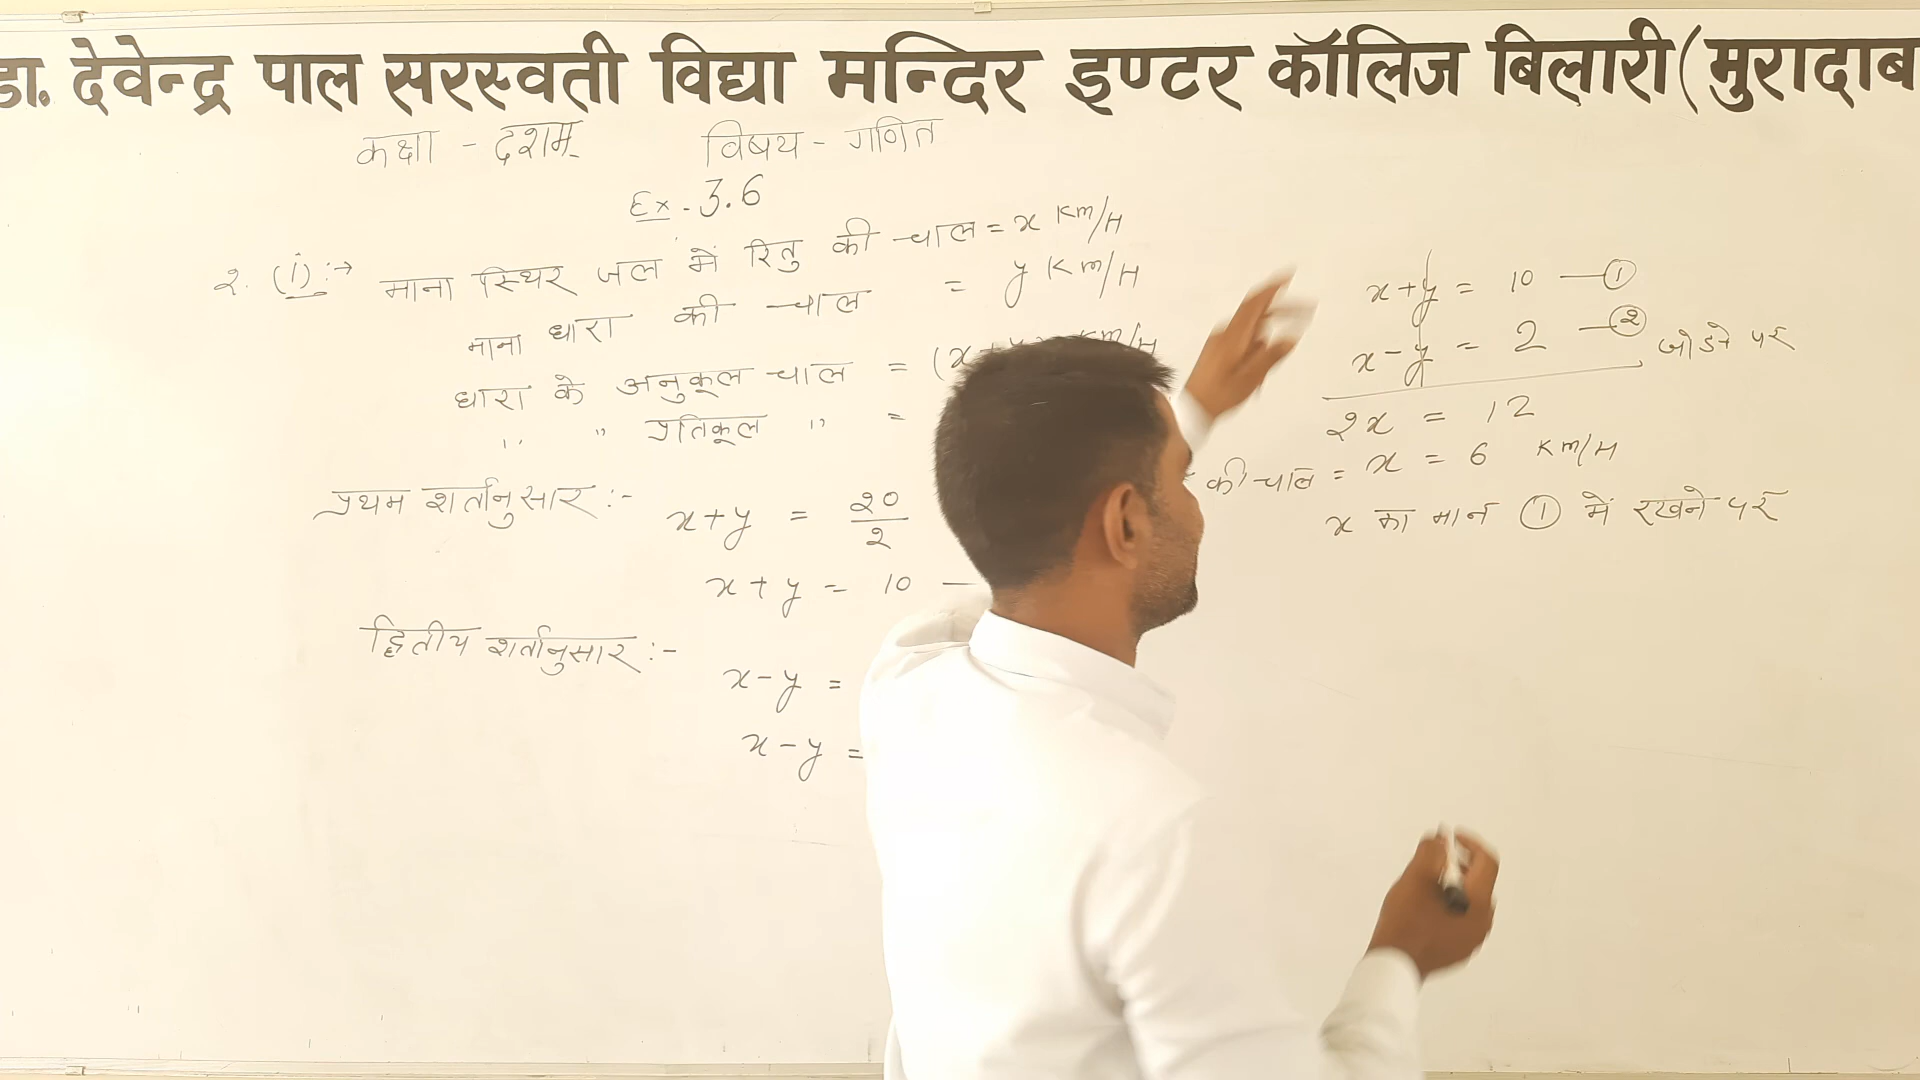 डा. देवेन्द्र पाल सरस्वती विद्या मन्दिर इण्टर कॉलिज बिलारी (मुरादाब
कक्षा - दशम् विषय - गणित
Ex. 3.6
२. (i) :→ माना स्थिर जल में रितु की चाल = x Km/H
माना धारा की चाल = y Km/H
धारा के अनुकूल चाल = (x+y) Km/H
,, ,, प्रतिकूल ,, =
प्रथम शर्तानुसार :-
x+y = २०/२
x + y = 10 —
द्वितीय शर्तानुसार :-
x-y =
x-y =
x+y = 10 — ①
x-y = 2 — ② जोडने पर
२x = 12
की चाल = x = 6 Km/H
x का मान ① में रखने पर